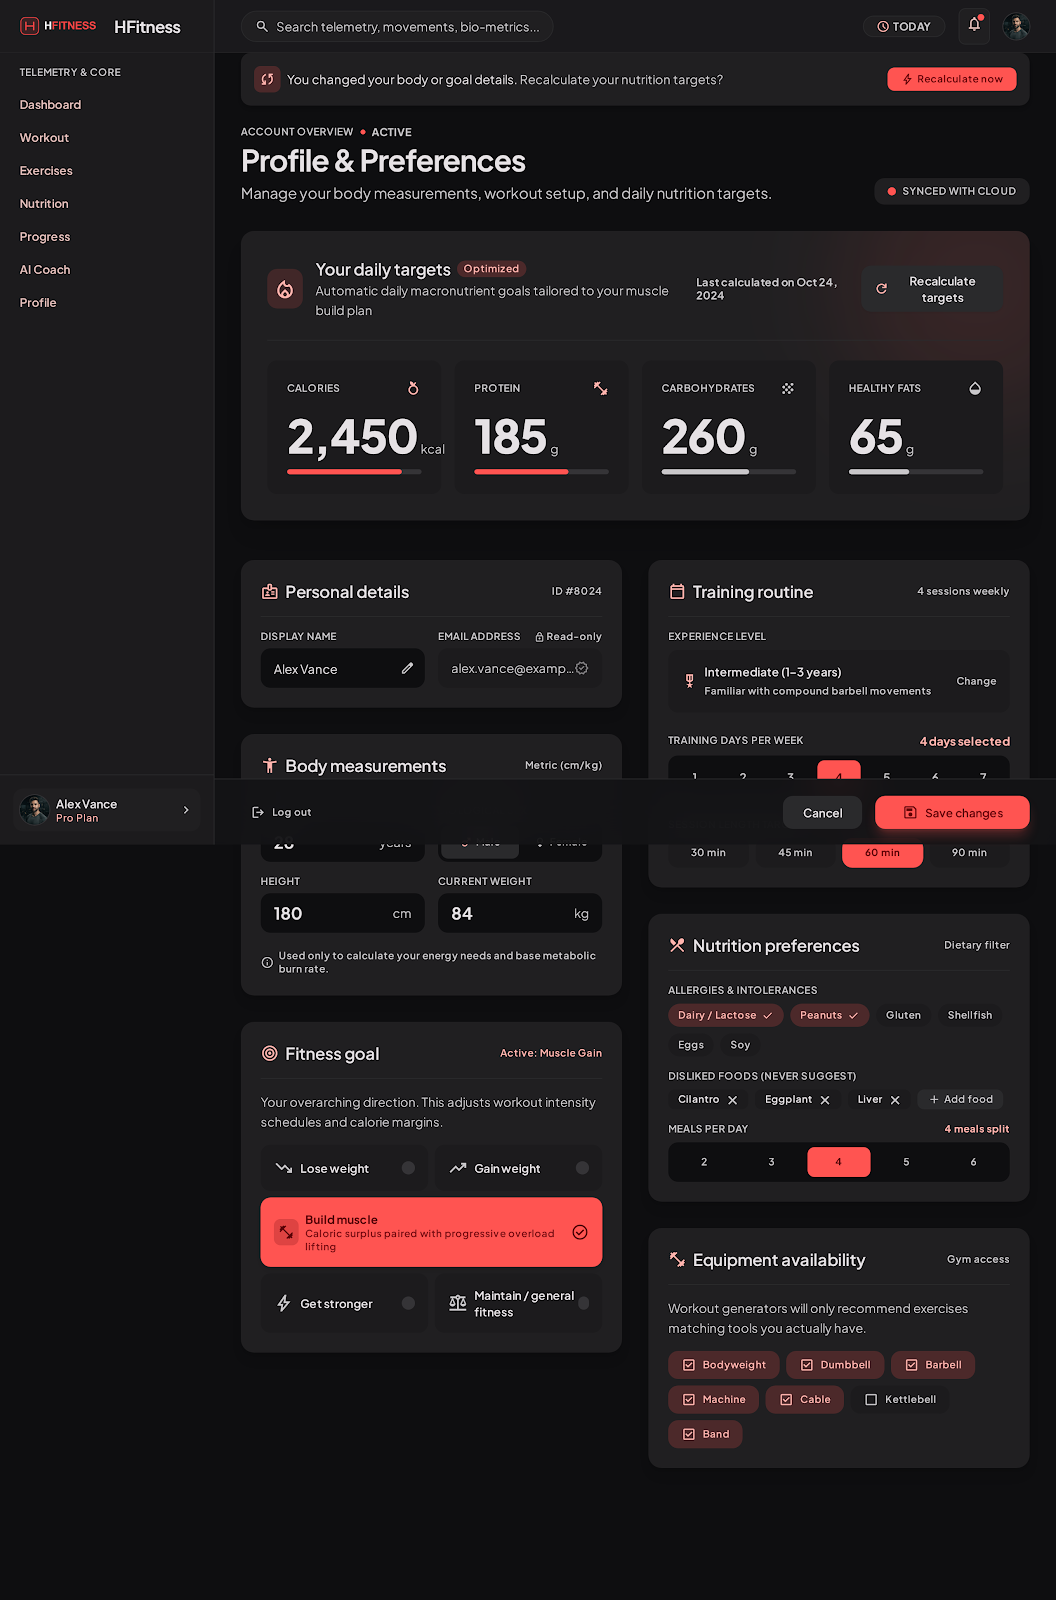 HFITNESS HFitness
Search telemetry, movements, bio-metrics...
TODAY
TELEMETRY & CORE
Dashboard
Workout
Exercises
Nutrition
Progress
AI Coach
Profile
Alex Vance
Pro Plan
You changed your body or goal details. Recalculate your nutrition targets?
Recalculate now
ACCOUNT OVERVIEW • ACTIVE
Profile & Preferences
Manage your body measurements, workout setup, and daily nutrition targets.
SYNCED WITH CLOUD
Your daily targets Optimized
Automatic daily macronutrient goals tailored to your muscle
build plan
Last calculated on Oct 24,
2024
Recalculate
targets
CALORIES
2,450 kcal
PROTEIN
185 g
CARBOHYDRATES
260 g
HEALTHY FATS
65 g
Personal details ID #8024
DISPLAY NAME
Alex Vance
EMAIL ADDRESS Read-only
alex.vance@examp...
Body measurements Metric (cm/kg)
28 years
Male Female
HEIGHT
180 cm
CURRENT WEIGHT
84 kg
Used only to calculate your energy needs and base metabolic
burn rate.
Fitness goal Active: Muscle Gain
Your overarching direction. This adjusts workout intensity
schedules and calorie margins.
Lose weight
Gain weight
Build muscle
Caloric surplus paired with progressive overload
lifting
Get stronger
Maintain / general
fitness
Training routine 4 sessions weekly
EXPERIENCE LEVEL
Intermediate (1–3 years)
Familiar with compound barbell movements
Change
TRAINING DAYS PER WEEK 4 days selected
1 2 3 4 5 6 7
Log out
Cancel
Save changes
30 min 45 min 60 min 90 min
Nutrition preferences Dietary filter
ALLERGIES & INTOLERANCES
Dairy / Lactose Peanuts Gluten Shellfish
Eggs Soy
DISLIKED FOODS (NEVER SUGGEST)
Cilantro Eggplant Liver Add food
MEALS PER DAY 4 meals split
2 3 4 5 6
Equipment availability Gym access
Workout generators will only recommend exercises
matching tools you actually have.
Bodyweight Dumbbell Barbell
Machine Cable Kettlebell
Band